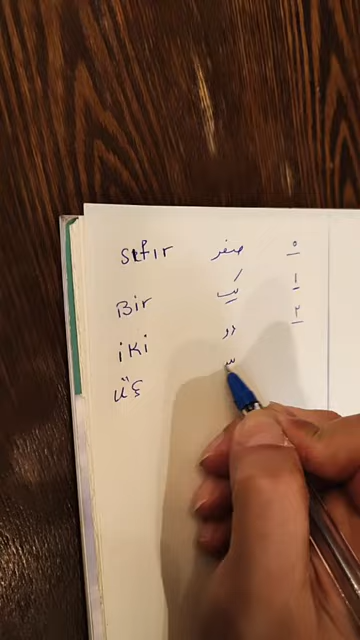 sıfır صفر ۰
Bir یک ۱
iki دو ۲
üç س